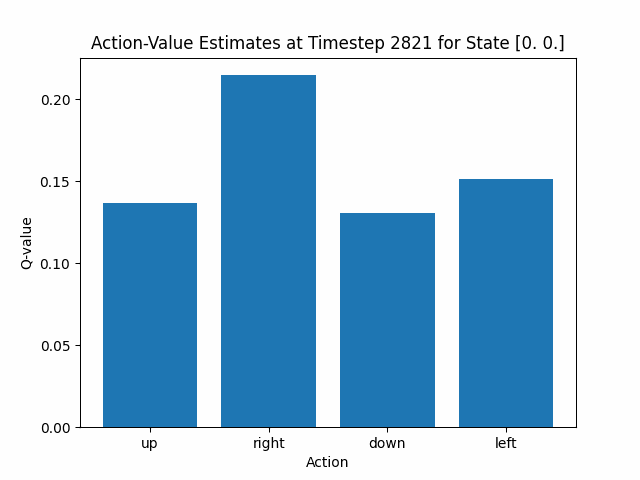 Action-Value Estimates at Timestep 2821 for State [0. 0.]
0.20
0.15
0.10
0.05
0.00
Q-value
up right down left
Action